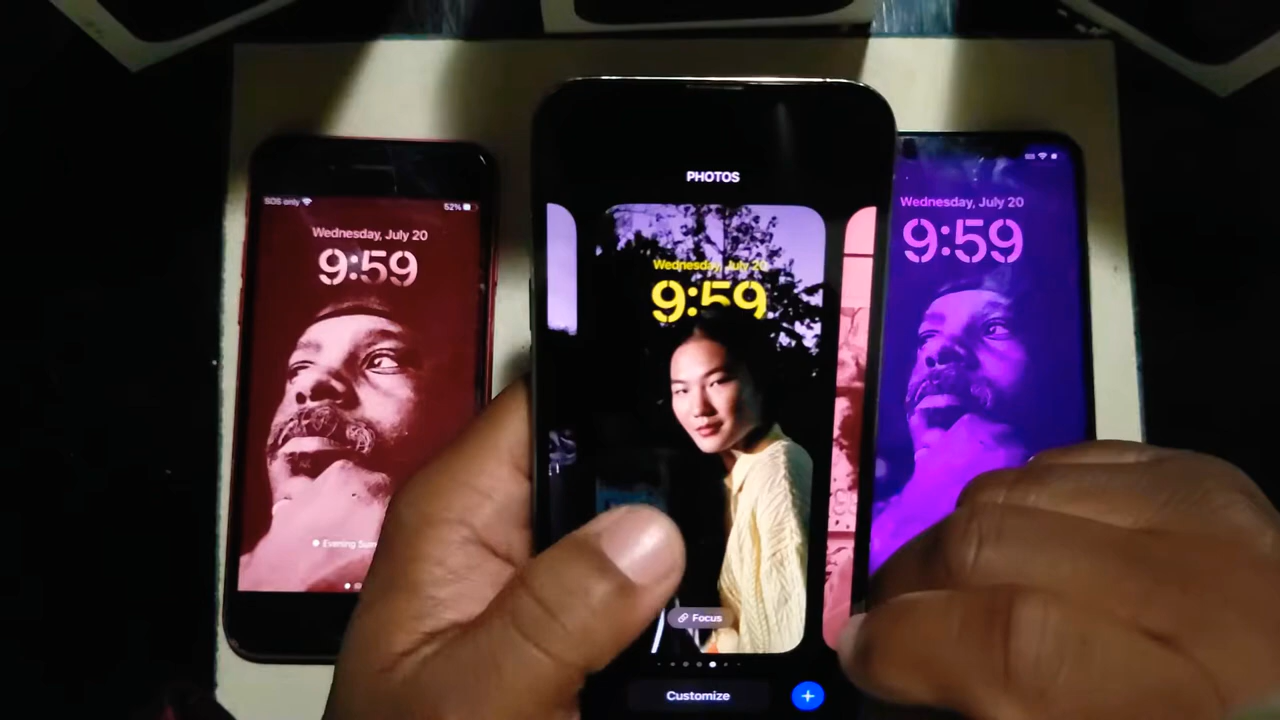 SOS only
52%
Wednesday, July 20
9:59
Evening
PHOTOS
Wednesday, July 20
9:59
Focus
Customize
Wednesday, July 20
9:59